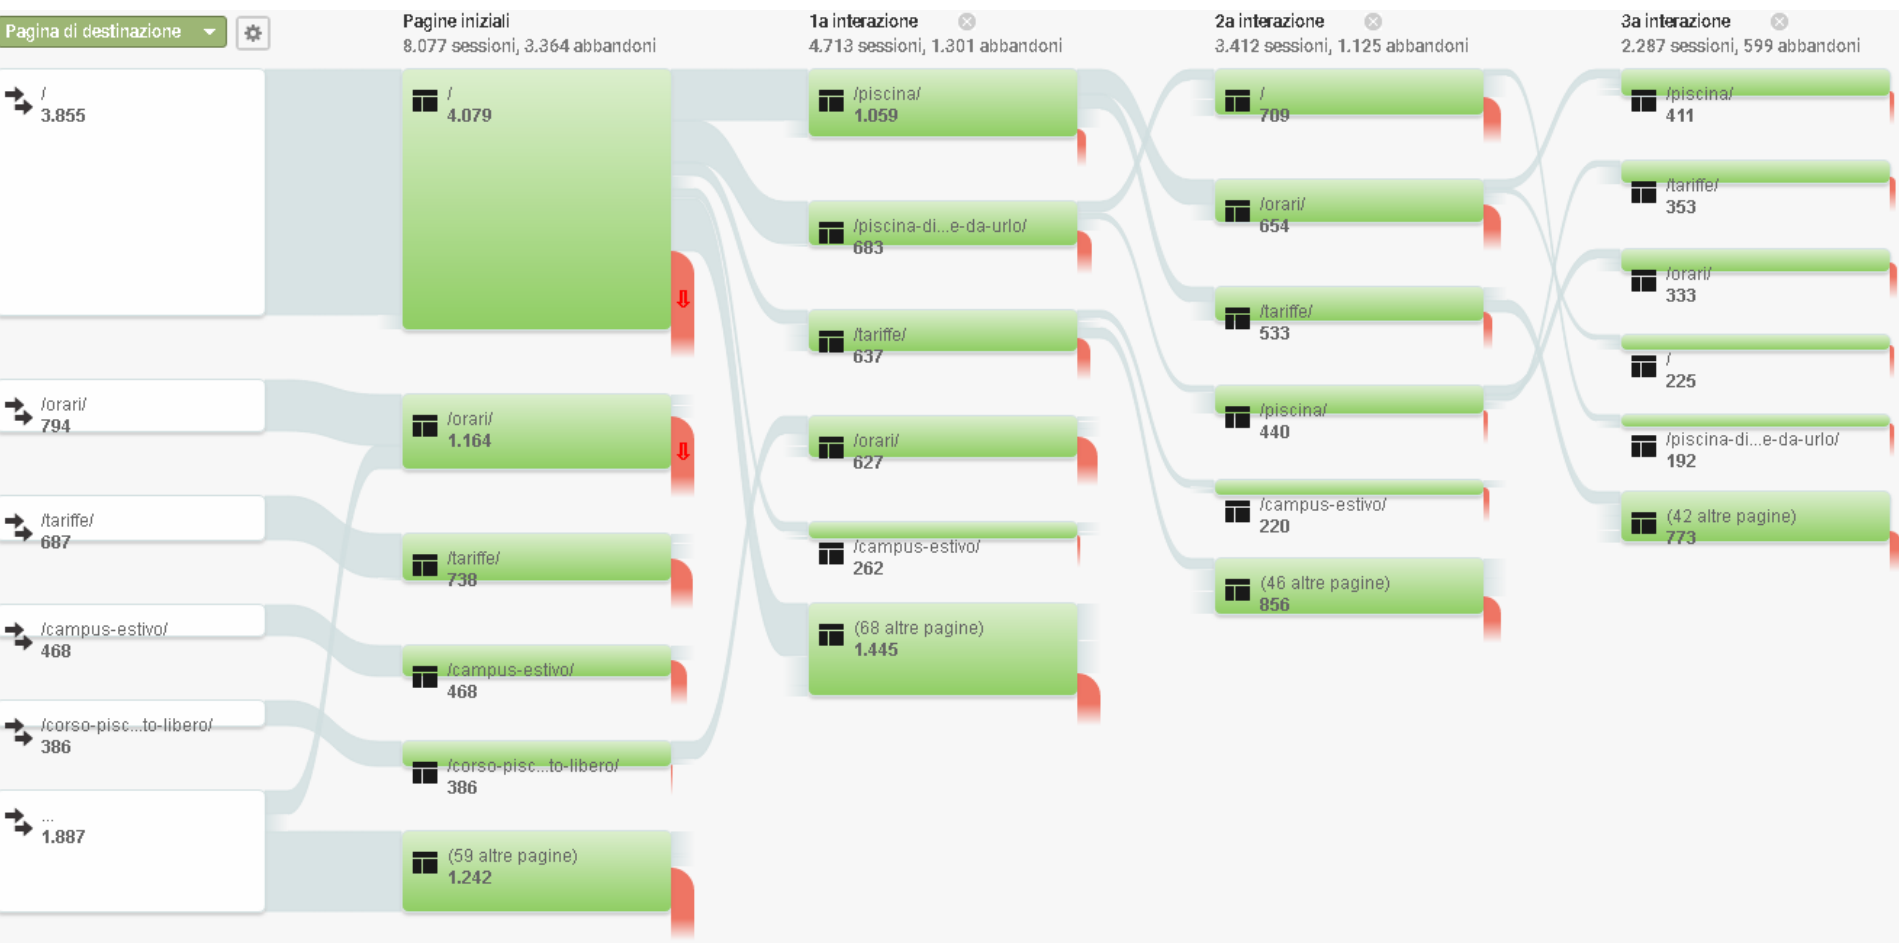 Pagina di destinazione
/
3.855
/orari/
794
/tariffe/
687
/campus-estivo/
468
/corso-pisc...to-libero/
386
...
1.887
Pagine iniziali
8.077 sessioni, 3.364 abbandoni
/
4.079
/orari/
1.164
/tariffe/
738
/campus-estivo/
468
/corso-pisc...to-libero/
386
(59 altre pagine)
1.242
1a interazione
4.713 sessioni, 1.301 abbandoni
/piscina/
1.059
/piscina-di...e-da-urlo/
683
/tariffe/
637
/orari/
627
/campus-estivo/
262
(68 altre pagine)
1.445
2a interazione
3.412 sessioni, 1.125 abbandoni
/
709
/orari/
654
/tariffe/
533
/piscina/
440
/campus-estivo/
220
(46 altre pagine)
856
3a interazione
2.287 sessioni, 599 abbandoni
/piscina/
411
/tariffe/
353
/orari/
333
/
225
/piscina-di...e-da-urlo/
192
(42 altre pagine)
773